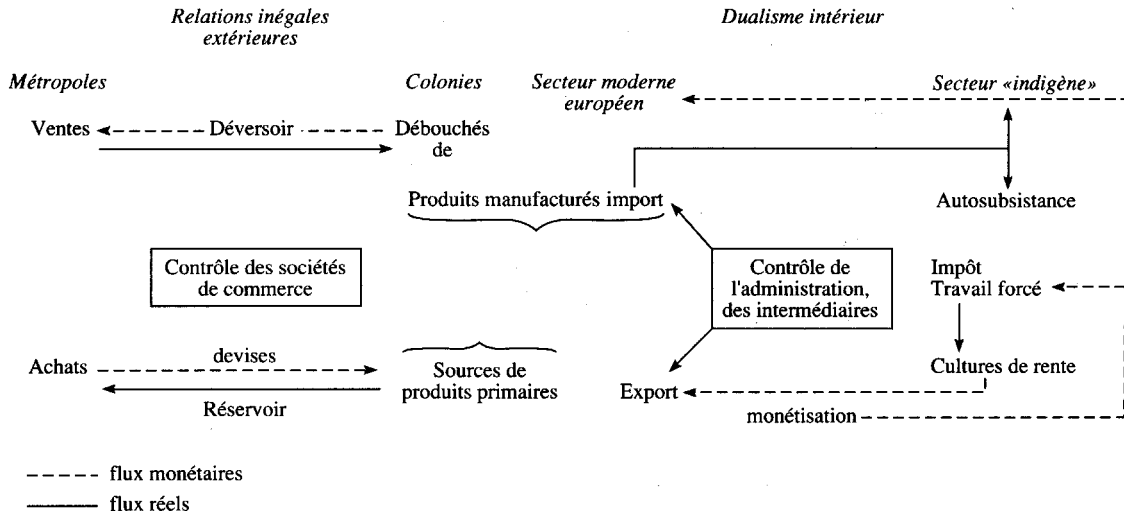 Relations inégales
extérieures
Dualisme intérieur
Métropoles
Colonies
Secteur moderne
européen
Secteur «indigène»
Ventes
Déversoir
Débouchés
de
Produits manufacturés import
Autosubsistance
Contrôle des sociétés
de commerce
Contrôle de
l'administration,
des intermédiaires
Impôt
Travail forcé
Achats
devises
Réservoir
Sources de
produits primaires
Export
Cultures de rente
monétisation
flux monétaires
flux réels